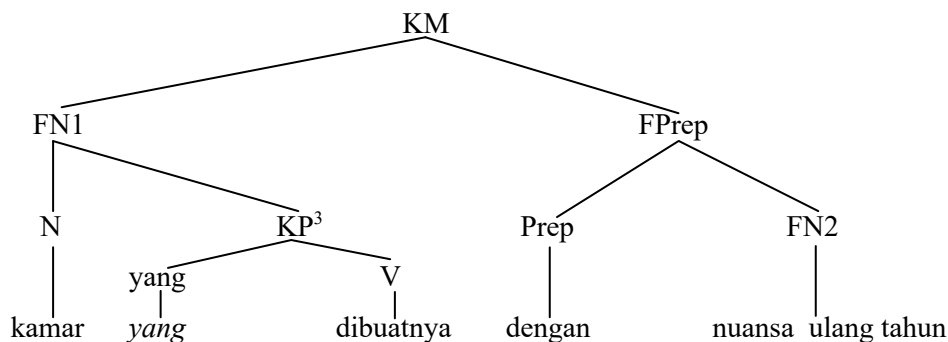 KM
FN1 FPrep
N KP³ Prep FN2
yang V
kamar yang dibuatnya dengan nuansa ulang tahun